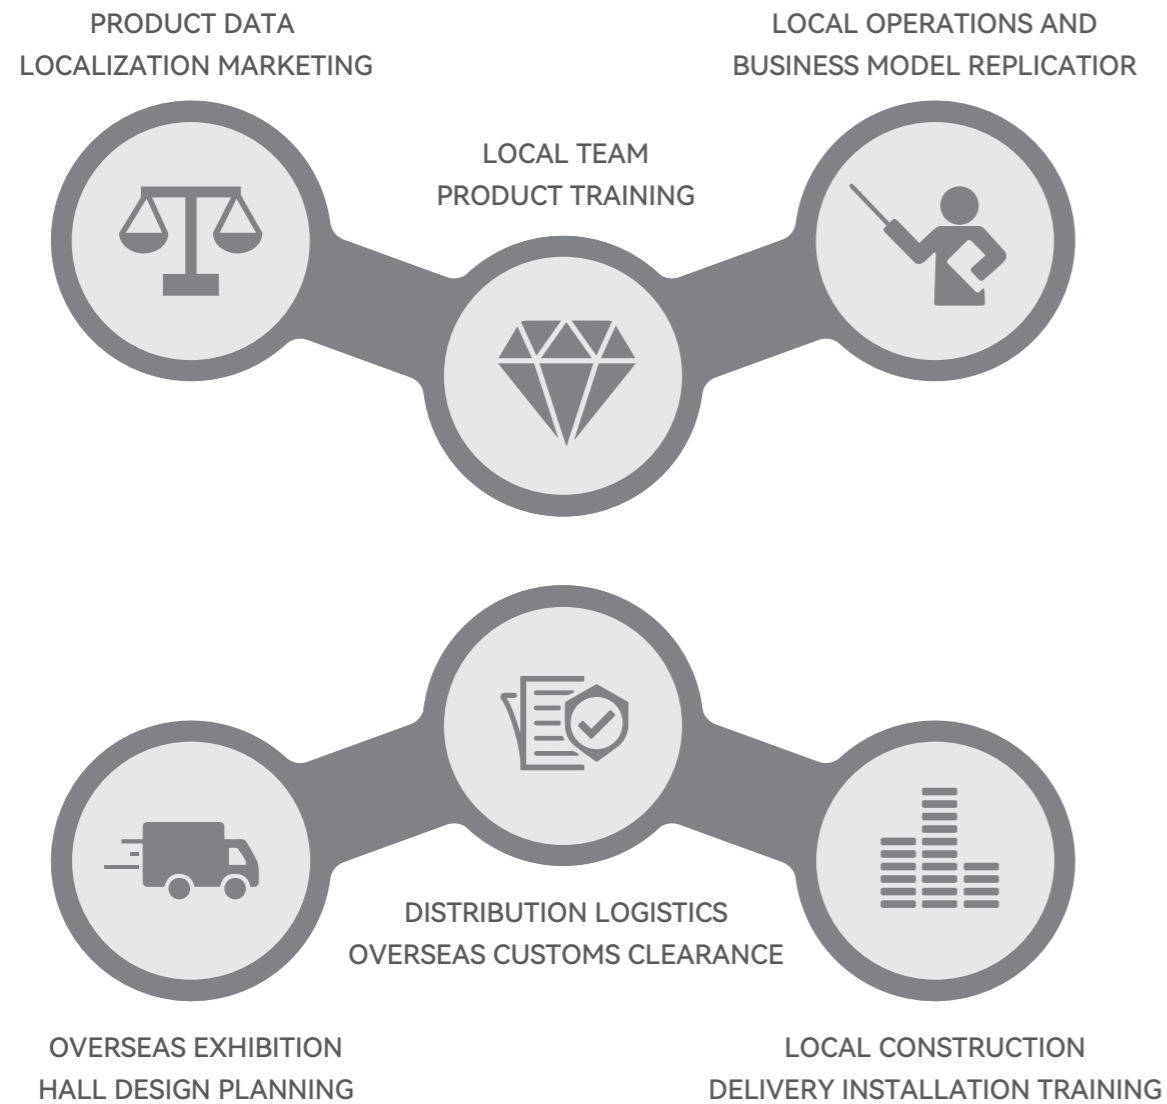 PRODUCT DATA
LOCALIZATION MARKETING
LOCAL OPERATIONS AND
BUSINESS MODEL REPLICATIOR
LOCAL TEAM
PRODUCT TRAINING
DISTRIBUTION LOGISTICS
OVERSEAS CUSTOMS CLEARANCE
OVERSEAS EXHIBITION
HALL DESIGN PLANNING
LOCAL CONSTRUCTION
DELIVERY INSTALLATION TRAINING